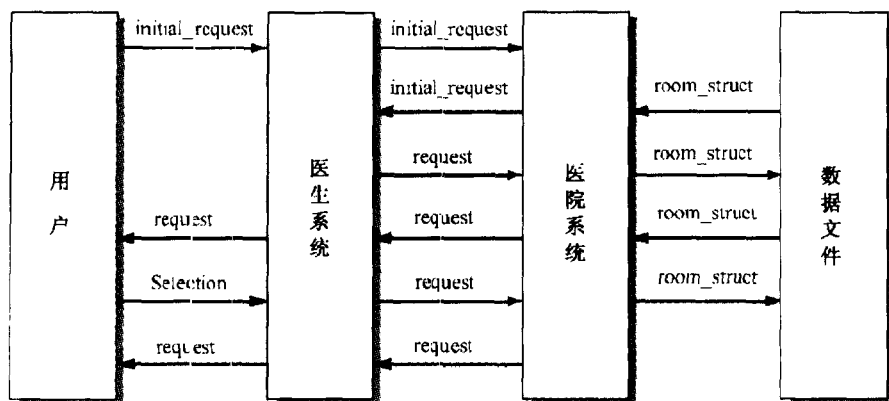 initial_request
initial_request
initial_request
room_struct
request
room_struct
request
request
room_struct
Selection
request
room_struct
request
request
用户
医生系统
医院系统
数据文件